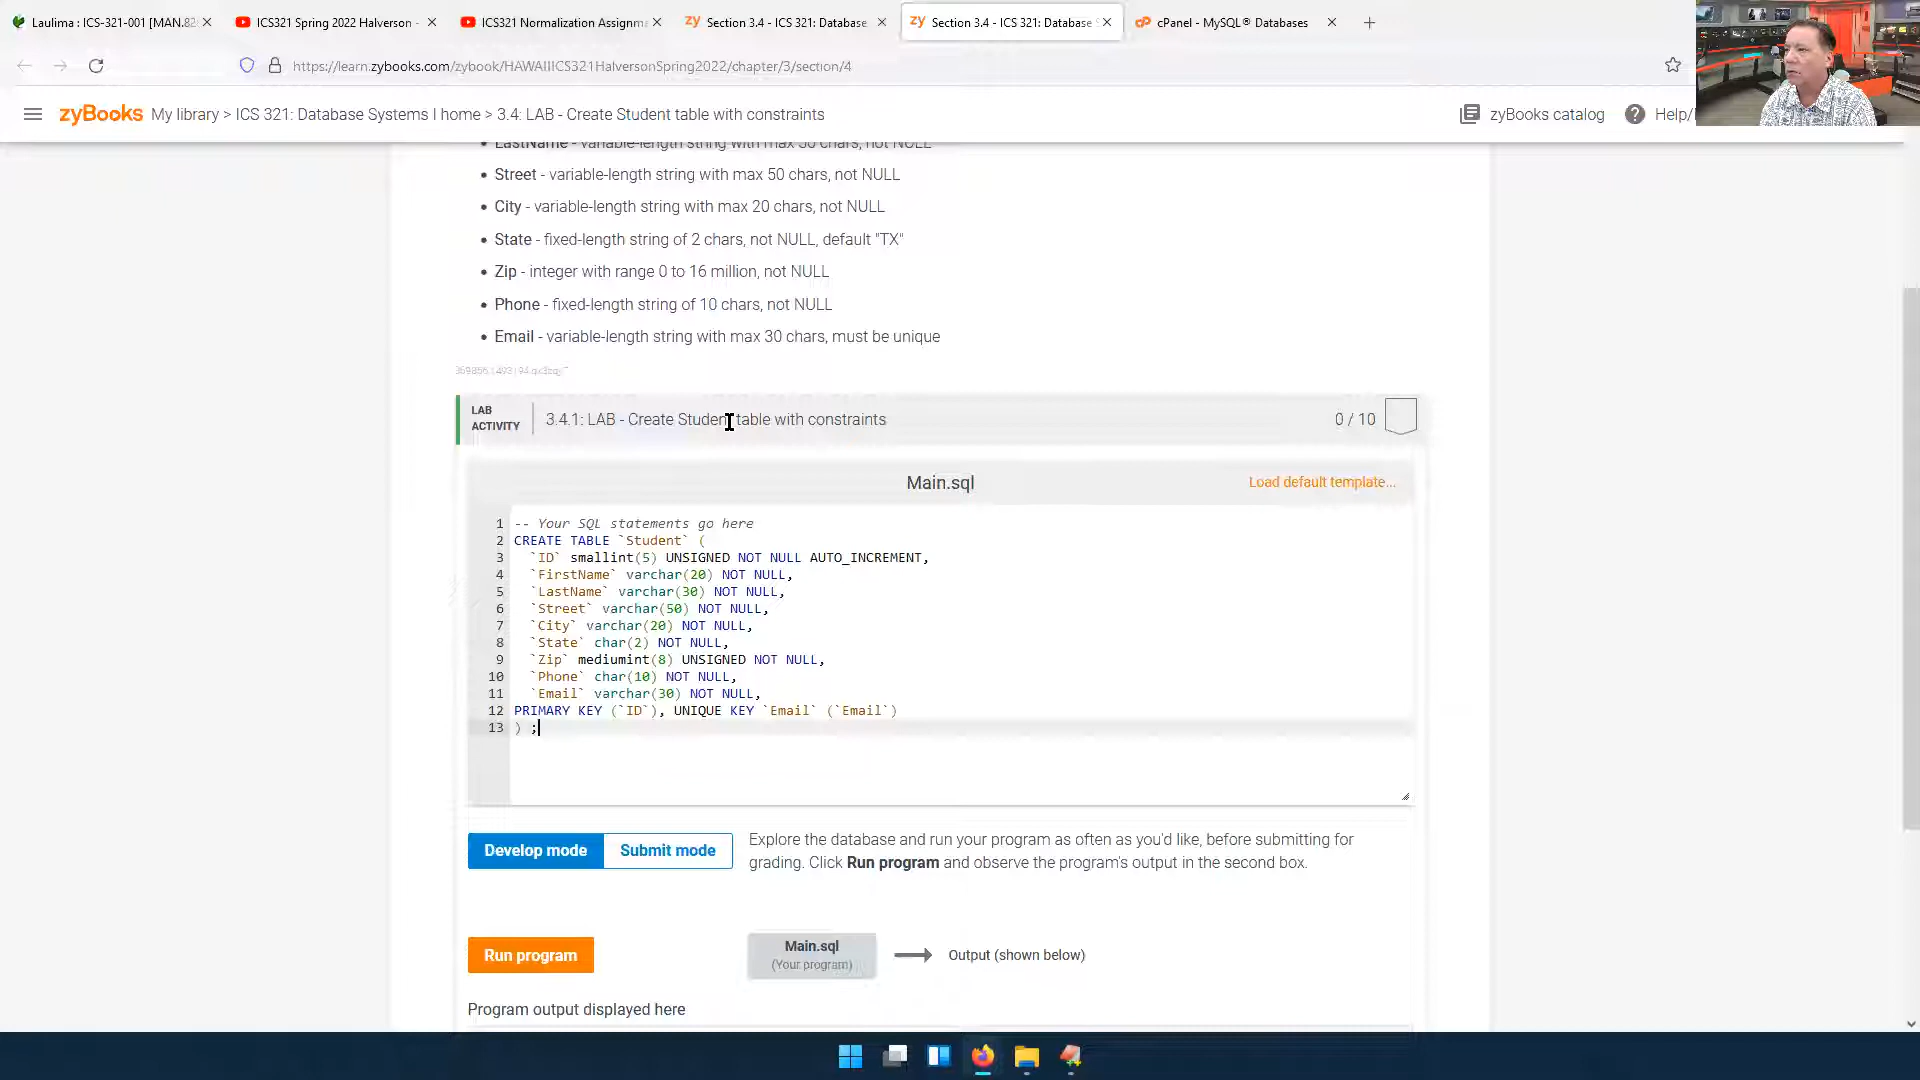 Laulima : ICS-321-001 [MAN.82
ICS321 Spring 2022 Halverson -
ICS321 Normalization Assignm
Section 3.4 - ICS 321: Database
Section 3.4 - ICS 321: Database S
cPanel - MySQL® Databases
https://learn.zybooks.com/zybook/HAWAIIICS321HalversonSpring2022/chapter/3/section/4
zyBooks My library > ICS 321: Database Systems I home > 3.4: LAB - Create Student table with constraints
zyBooks catalog
Help/
LastName - variable-length string with max 30 chars, not NULL
• Street - variable-length string with max 50 chars, not NULL
• City - variable-length string with max 20 chars, not NULL
• State - fixed-length string of 2 chars, not NULL, default "TX"
• Zip - integer with range 0 to 16 million, not NULL
• Phone - fixed-length string of 10 chars, not NULL
• Email - variable-length string with max 30 chars, must be unique
LAB ACTIVITY
3.4.1: LAB - Create Student table with constraints
0 / 10
Main.sql
Load default template...
1 -- Your SQL statements go here
2 CREATE TABLE `Student` (
3 `ID` smallint(5) UNSIGNED NOT NULL AUTO_INCREMENT,
4 `FirstName` varchar(20) NOT NULL,
5 `LastName` varchar(30) NOT NULL,
6 `Street` varchar(50) NOT NULL,
7 `City` varchar(20) NOT NULL,
8 `State` char(2) NOT NULL,
9 `Zip` mediumint(8) UNSIGNED NOT NULL,
10 `Phone` char(10) NOT NULL,
11 `Email` varchar(30) NOT NULL,
12 PRIMARY KEY (`ID`), UNIQUE KEY `Email` (`Email`)
13 ) ;
Develop mode
Submit mode
Explore the database and run your program as often as you'd like, before submitting for
grading. Click Run program and observe the program's output in the second box.
Run program
Main.sql
(Your program)
Output (shown below)
Program output displayed here